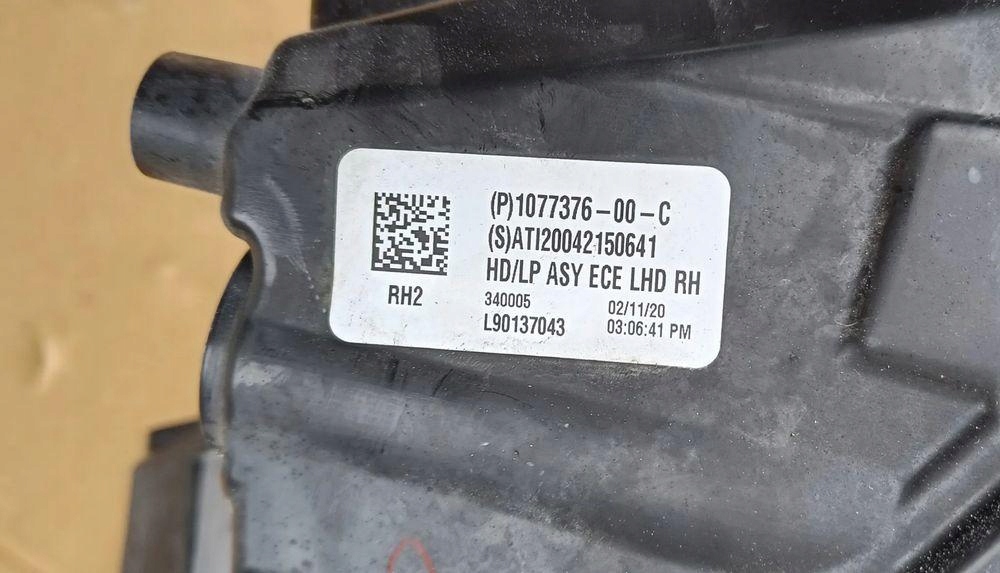 (P)1077376-00-C
(S)ATI20042150641
HD/LP ASY ECE LHD RH
RH2
340005 02/11/20
L90137043 03:06:41 PM